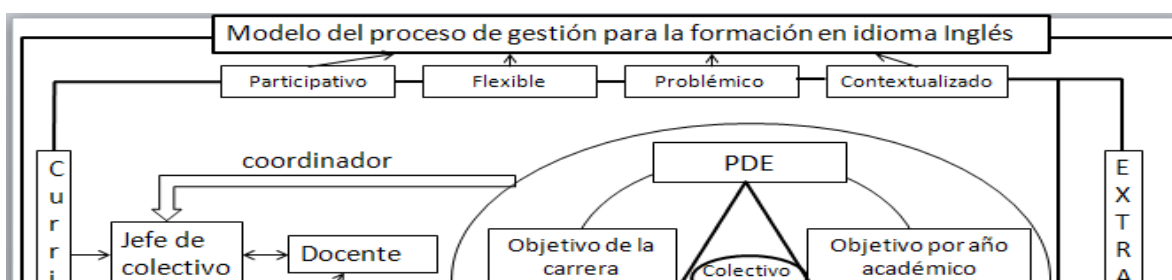 Modelo del proceso de gestión para la formación en idioma Inglés
Participativo
Flexible
Problémico
Contextualizado
coordinador
PDE
C
u
r
r
i
E
X
T
R
A
Jefe de
colectivo
Docente
Objetivo de la
carrera
Colectivo
Objetivo por año
académico